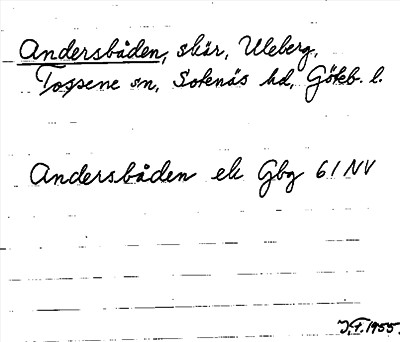 Andersbåden, skär, Uleberg,
Tossene sn, Sotenäs hd, Göteb. l.
Andersbåden ek Gbg 61 NV
J.F. 1955.